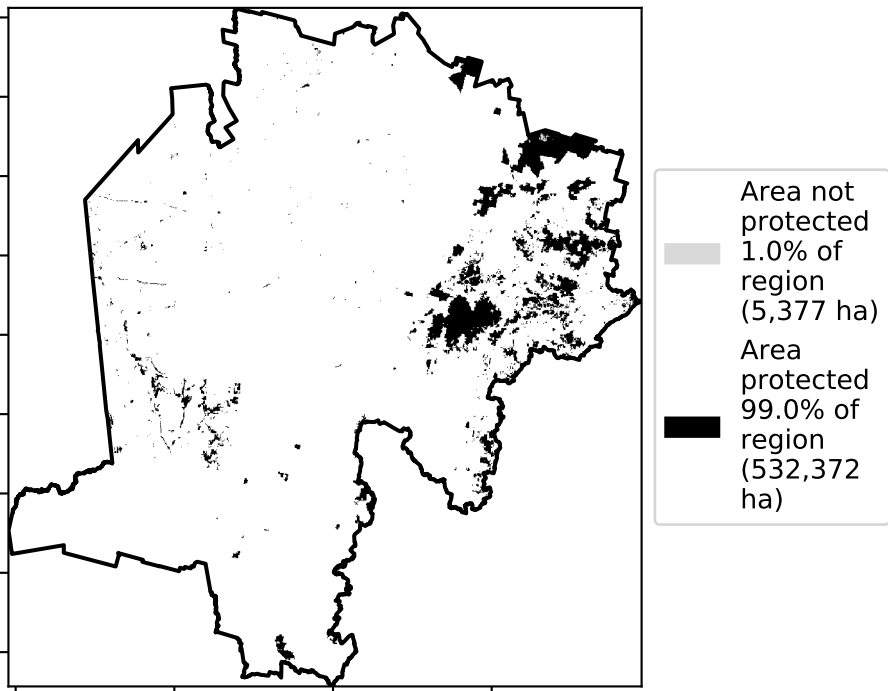 Area not
protected
1.0% of
region
(5,377 ha)
Area
protected
99.0% of
region
(532,372
ha)